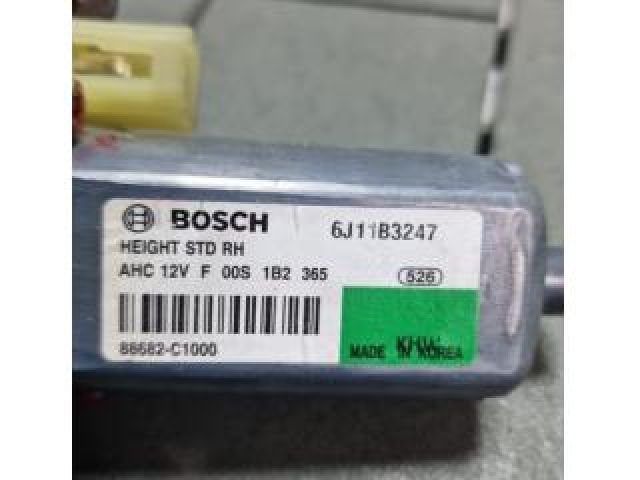 BOSCH 6J11B3247
HEIGHT STD RH
AHC 12V F 00S 1B2 365 526
88682-C1000
KHW
MADE IN KOREA